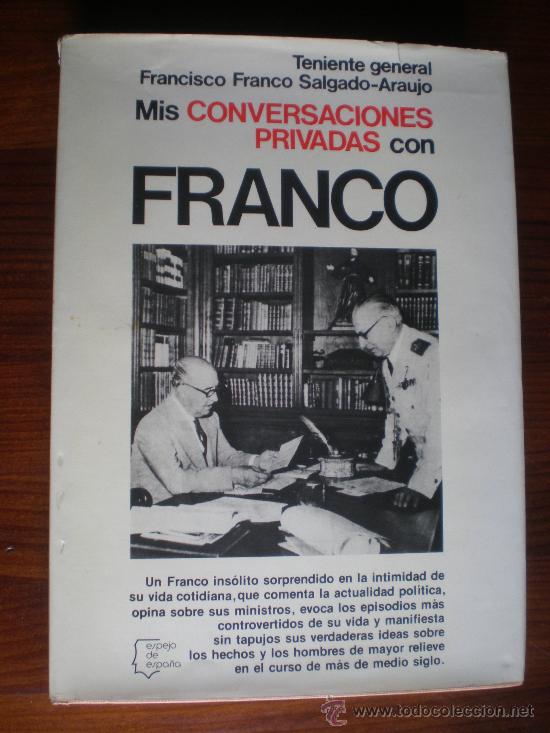 Teniente general
Francisco Franco Salgado-Araujo
Mis CONVERSACIONES
PRIVADAS con
FRANCO
Un Franco insólito sorprendido en la intimidad de
su vida cotidiana, que comenta la actualidad política,
opina sobre sus ministros, evoca los episodios más
controvertidos de su vida y manifiesta
sin tapujos sus verdaderas ideas sobre
los hechos y los hombres de mayor relieve
en el curso de más de medio siglo.
espejo
de
españa
© www.todocoleccion.net